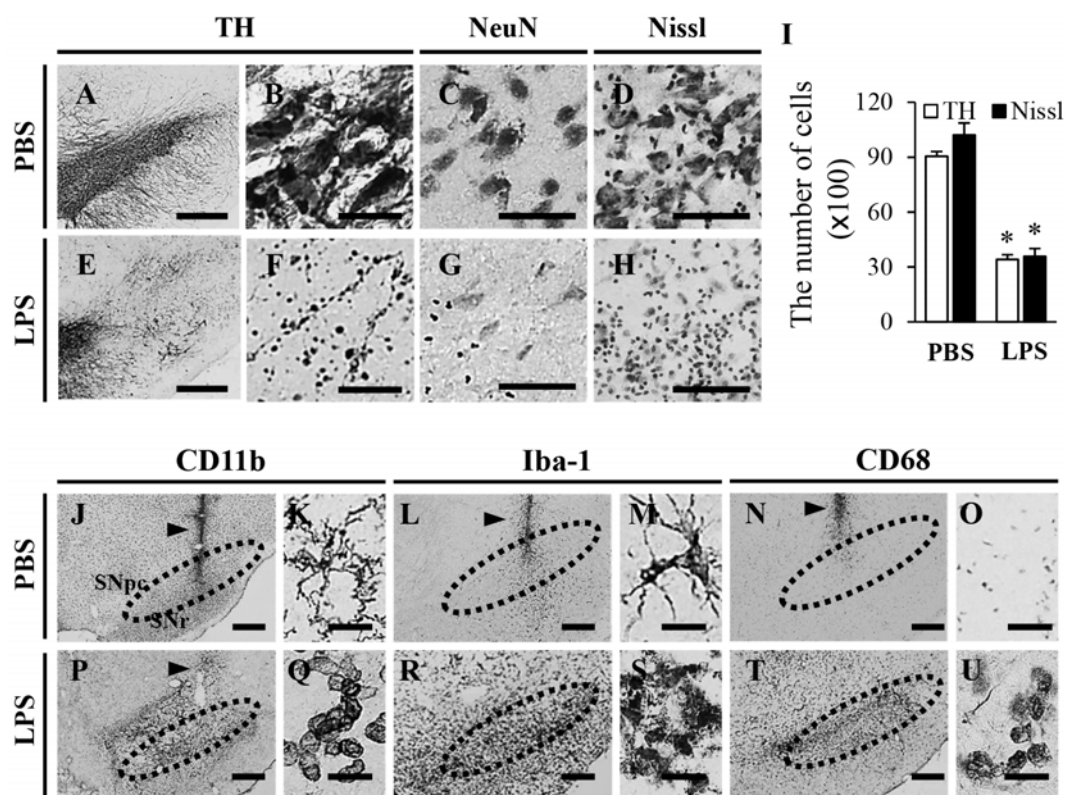 TH NeuN Nissl
I
PBS
A B C D
LPS
E F G H
The number of cells
(x100)
120
90
60
30
0
TH Nissl
* *
PBS LPS
CD11b Iba-1 CD68
PBS
J K L M N O
SNpc
SNr
LPS
P Q R S T U